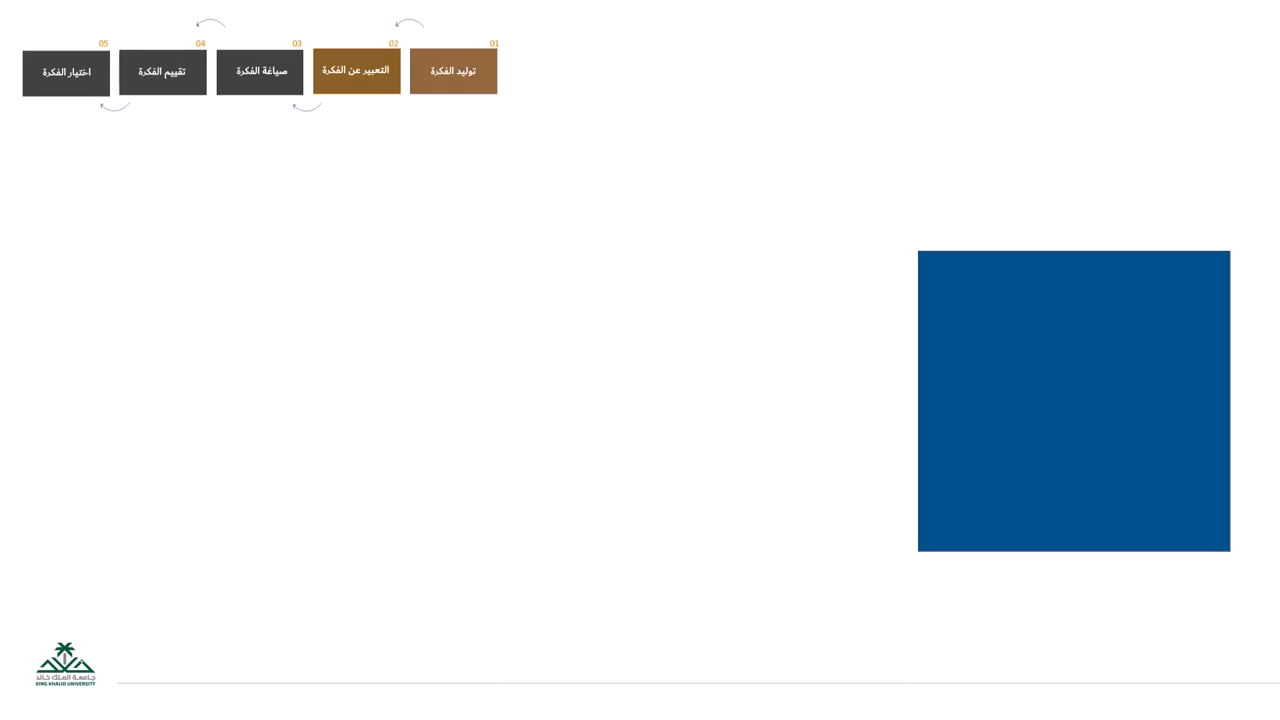 01
توليد الفكرة
02
التعبير عن الفكرة
03
صياغة الفكرة
04
تقييم الفكرة
05
اختيار الفكرة
جامعة الملك خالد
KING KHALID UNIVERSITY